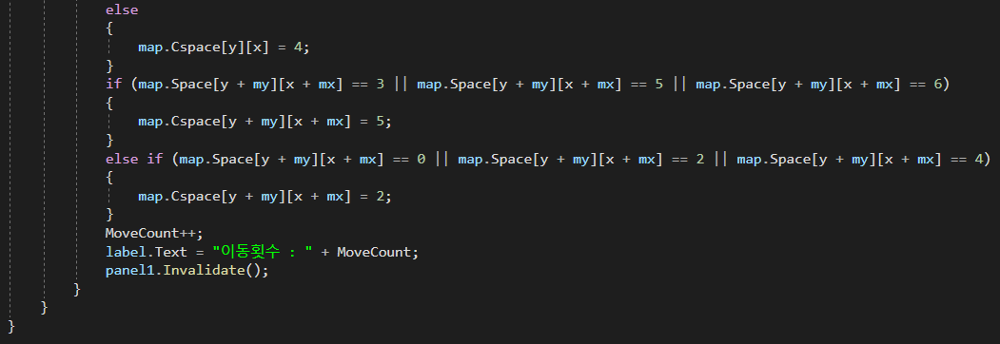 else
{
map.Cspace[y][x] = 4;
}
if (map.Space[y + my][x + mx] == 3 || map.Space[y + my][x + mx] == 5 || map.Space[y + my][x + mx] == 6)
{
map.Cspace[y + my][x + mx] = 5;
}
else if (map.Space[y + my][x + mx] == 0 || map.Space[y + my][x + mx] == 2 || map.Space[y + my][x + mx] == 4)
{
map.Cspace[y + my][x + mx] = 2;
}
MoveCount++;
label.Text = "이동횟수 : " + MoveCount;
panel1.Invalidate();
}
}
}